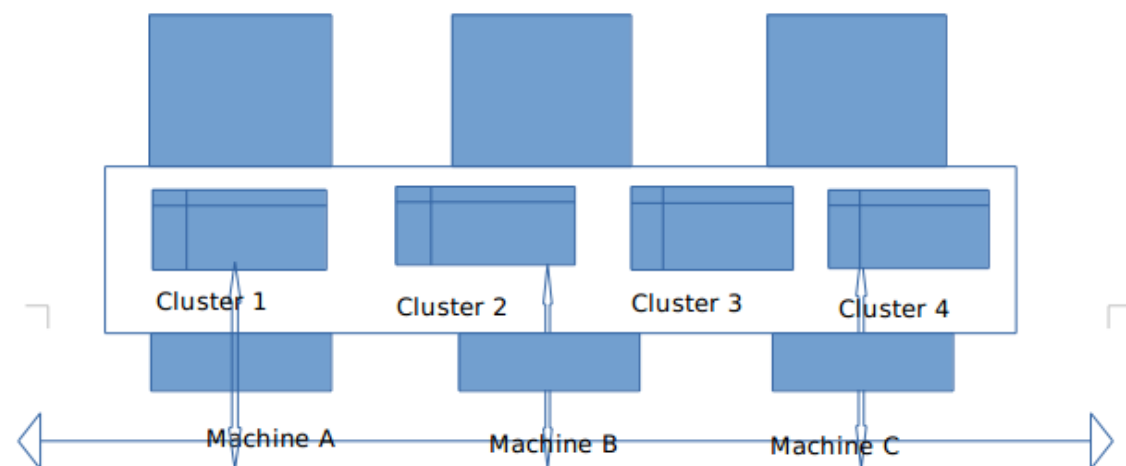 Cluster 1
Cluster 2
Cluster 3
Cluster 4
Machine A
Machine B
Machine C